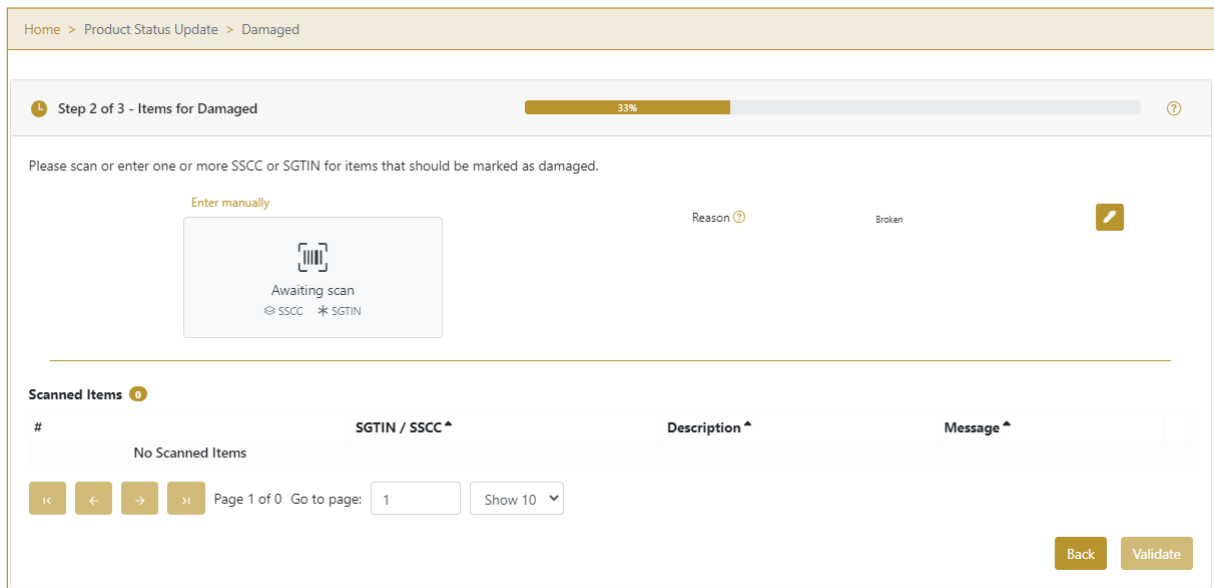 Home > Product Status Update > Damaged
Step 2 of 3 - Items for Damaged 33% ?
Please scan or enter one or more SSCC or SGTIN for items that should be marked as damaged.
Enter manually
Reason ? Broken
Awaiting scan
SSCC SGTIN
Scanned Items 0
# SGTIN / SSCC Description Message
No Scanned Items
Page 1 of 0 Go to page: 1 Show 10
Back Validate